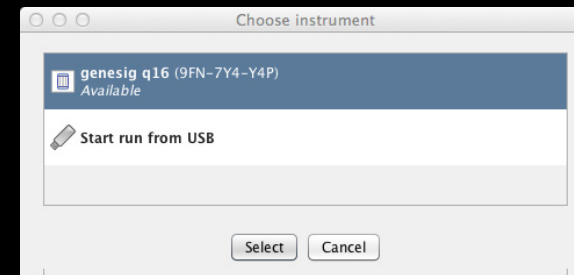 Choose instrument
genesig q16 (9FN-7Y4-Y4P)
Available
Start run from USB
Select Cancel